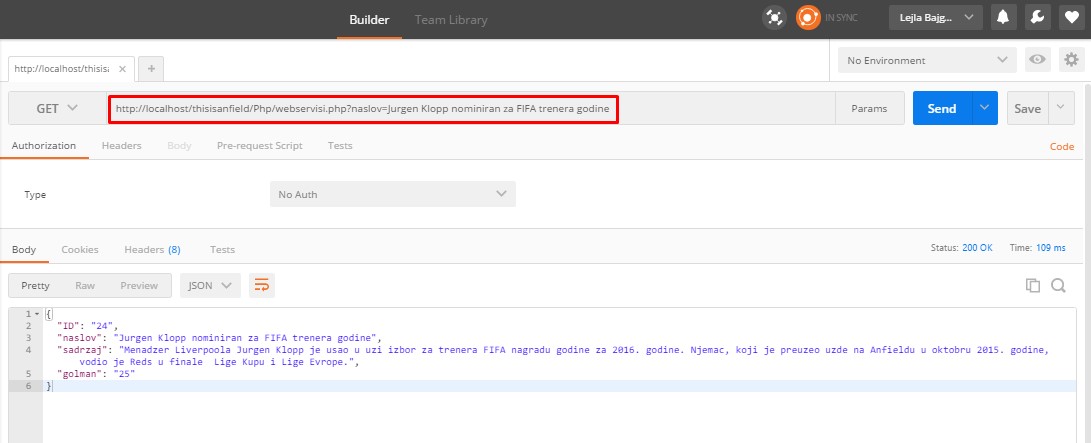 Builder
Team Library
IN SYNC
Lejla Bajg...
http://localhost/thisisa
×
+
No Environment
GET
http://localhost/thisisanfield/Php/webservisi.php?naslov=Jurgen Klopp nominiran za FIFA trenera godine
Params
Send
Save
Authorization
Headers
Body
Pre-request Script
Tests
Code
Type
No Auth
Body
Cookies
Headers (8)
Tests
Status: 200 OK
Time: 109 ms
Pretty
Raw
Preview
JSON
1 {
2 "ID": "24",
3 "naslov": "Jurgen Klopp nominiran za FIFA trenera godine",
4 "sadrzaj": "Menadzer Liverpoola Jurgen Klopp je usao u uzi izbor za trenera FIFA nagradu godine za 2016. godine. Njemac, koji je preuzeo uzde na Anfieldu u oktobru 2015. godine,
vodio je Reds u finale  Lige Kupu i Lige Evrope.",
5 "golman": "25"
6 }